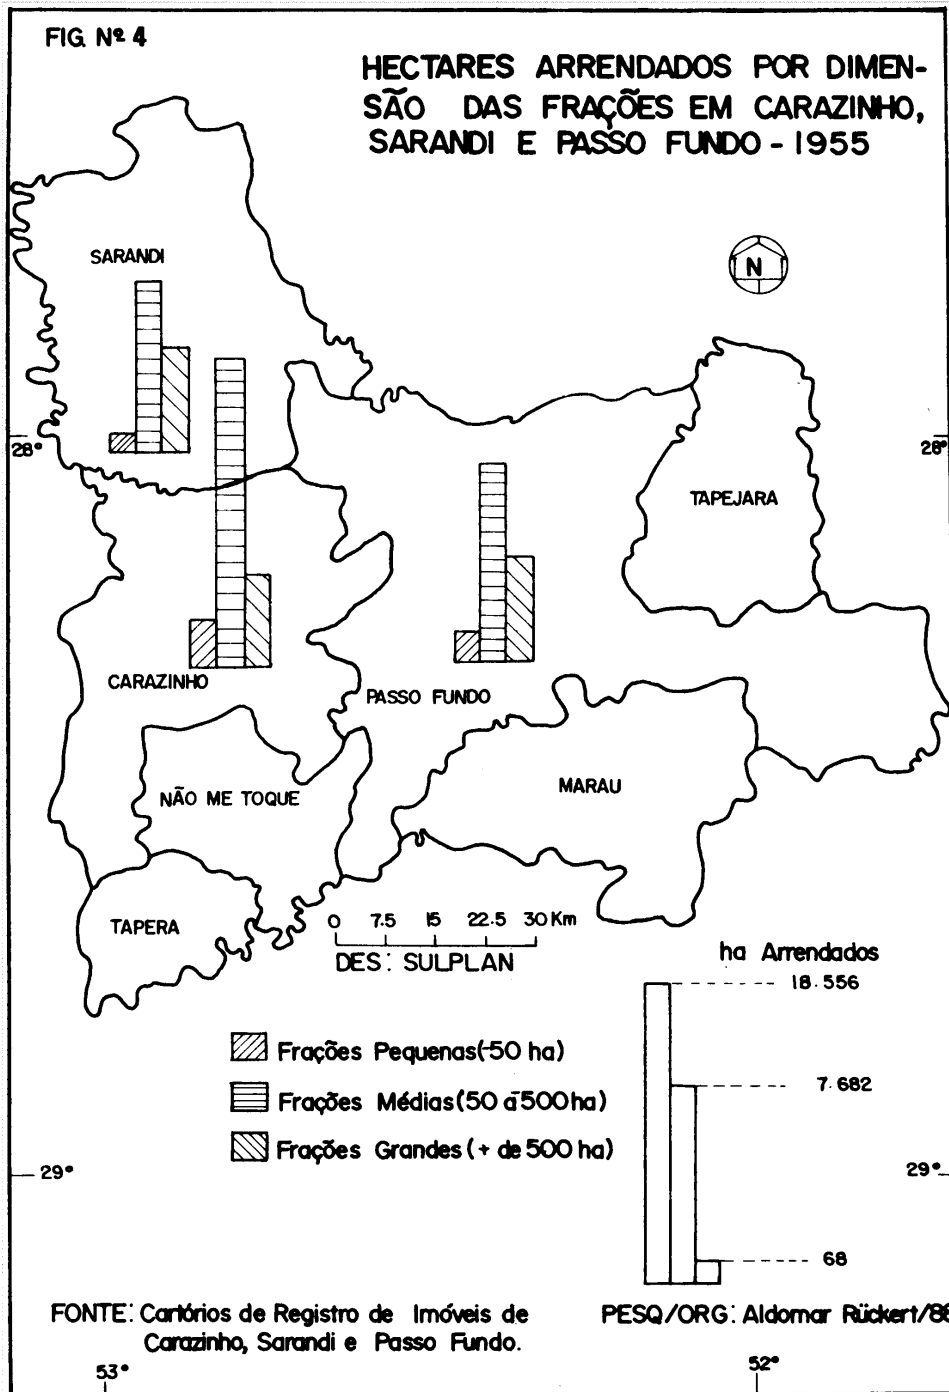 FIG. Nº 4
HECTARES ARRENDADOS POR DIMEN-
SÃO DAS FRAÇÕES EM CARAZINHO,
SARANDI E PASSO FUNDO - 1955
SARANDI
N
28° 28°
TAPEJARA
CARAZINHO
PASSO FUNDO
MARAU
NÃO ME TOQUE
TAPERA
0 7.5 15 22.5 30 Km
DES: SULPLAN
ha Arrendados
18.556
7.682
68
Frações Pequenas (-50 ha)
Frações Médias (50 a 500 ha)
Frações Grandes (+ de 500 ha)
29° 29°
FONTE: Cartórios de Registro de Imóveis de
Carazinho, Sarandi e Passo Fundo.
PESQ/ORG: Aldomar Rückert/88
53° 52°